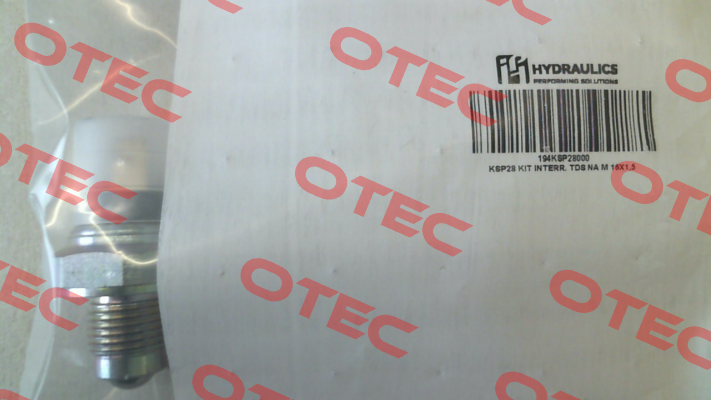 HYDRAULICS
PERFORMING SOLUTIONS
194KSP28000
KSP28 KIT INTERR. TDS NA M 16X1,5
OTEC
OTEC
OTEC
OTEC
OTEC
OTEC
OTEC
OTEC
OTEC
OTEC